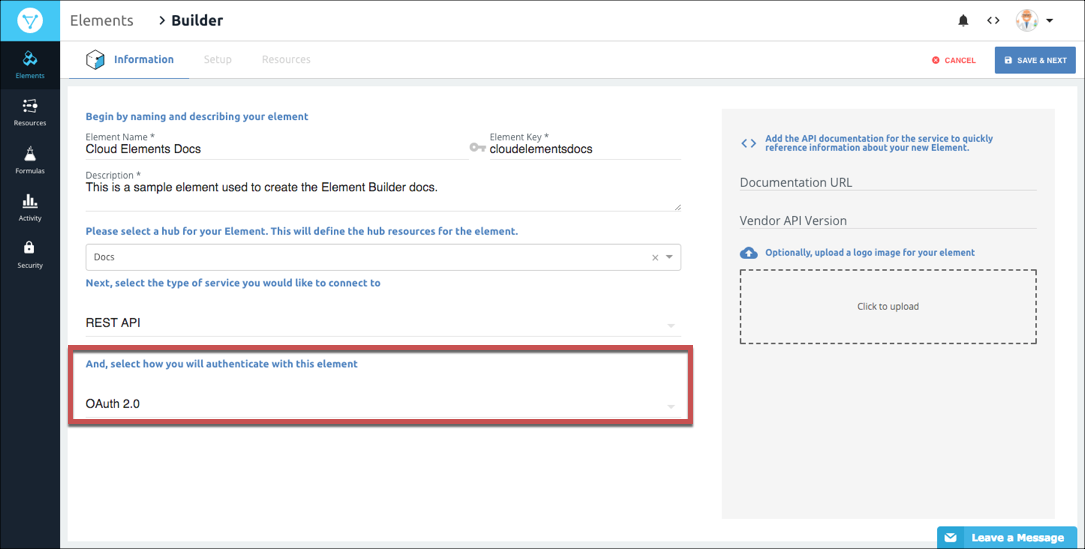 Elements > Builder
Elements
Resources
Formulas
Activity
Security
Information Setup Resources
CANCEL
SAVE & NEXT
Begin by naming and describing your element
Element Name *
Cloud Elements Docs
Element Key *
cloudelementsdocs
Description *
This is a sample element used to create the Element Builder docs.
Please select a hub for your Element. This will define the hub resources for the element.
Docs
Next, select the type of service you would like to connect to
REST API
And, select how you will authenticate with this element
OAuth 2.0
Add the API documentation for the service to quickly
reference information about your new Element.
Documentation URL
Vendor API Version
Optionally, upload a logo image for your element
Click to upload
Leave a Message